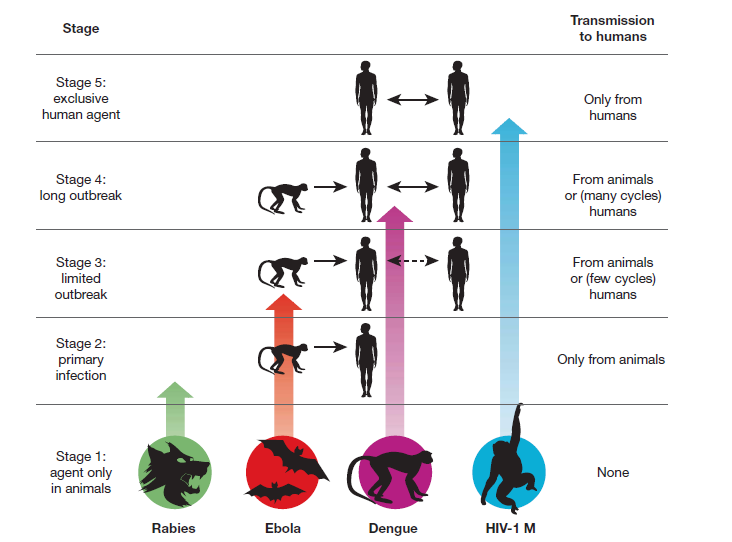 Stage
Transmission
to humans
Stage 5:
exclusive
human agent
Only from
humans
Stage 4:
long outbreak
From animals
or (many cycles)
humans
Stage 3:
limited
outbreak
From animals
or (few cycles)
humans
Stage 2:
primary
infection
Only from animals
Stage 1:
agent only
in animals
None
Rabies
Ebola
Dengue
HIV-1 M